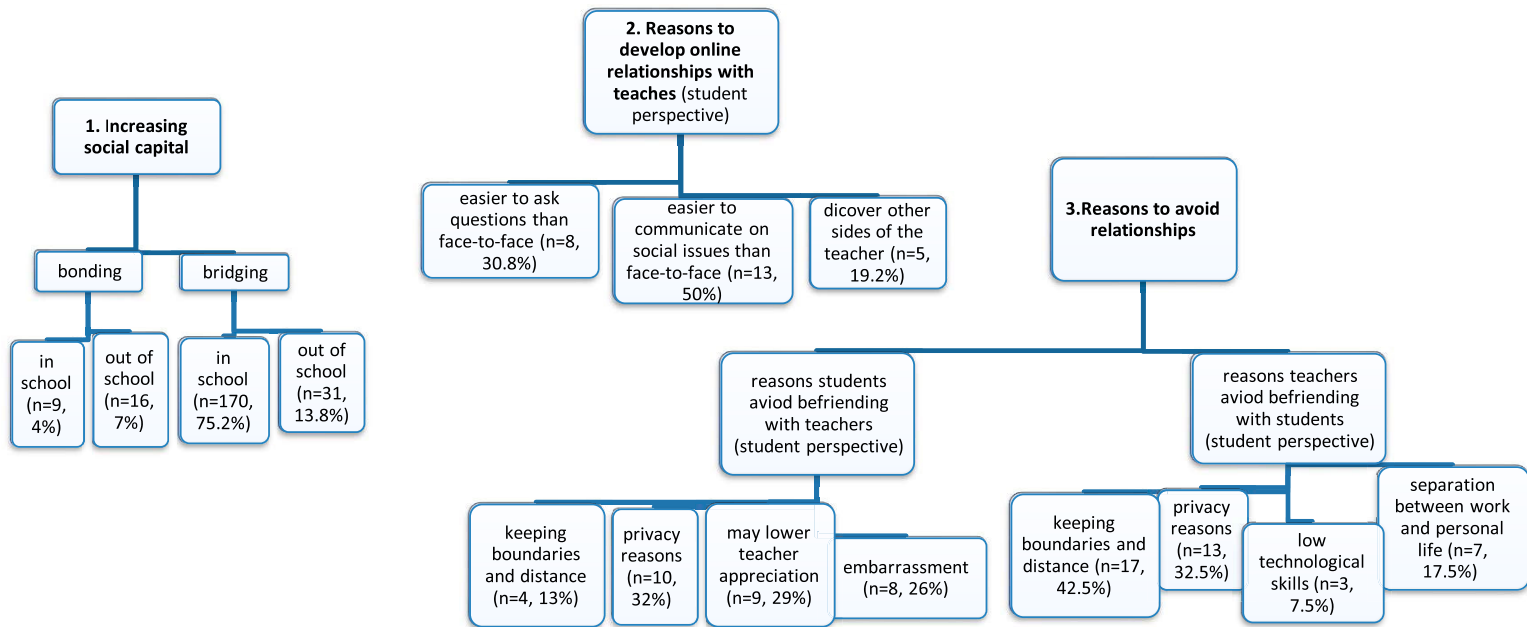 1. Increasing
social capital
bonding
bridging
in
school
(n=9,
4%)
out of
school
(n=16,
7%)
in
school
(n=170,
75.2%)
out of
school
(n=31,
13.8%)
2. Reasons to
develop online
relationships with
teaches (student
perspective)
easier to ask
questions than
face-to-face (n=8,
30.8%)
easier to
communicate on
social issues than
face-to-face (n=13,
50%)
dicover other
sides of the
teacher (n=5,
19.2%)
3.Reasons to avoid
relationships
reasons students
aviod befriending
with teachers
(student perspective)
keeping
boundaries
and distance
(n=4, 13%)
privacy
reasons
(n=10,
32%)
may lower
teacher
appreciation
(n=9, 29%)
embarrassment
(n=8, 26%)
reasons teachers
aviod befriending
with students
(student perspective)
keeping
boundaries and
distance (n=17,
42.5%)
privacy
reasons
(n=13,
32.5%)
low
technological
skills (n=3,
7.5%)
separation
between work
and personal
life (n=7,
17.5%)